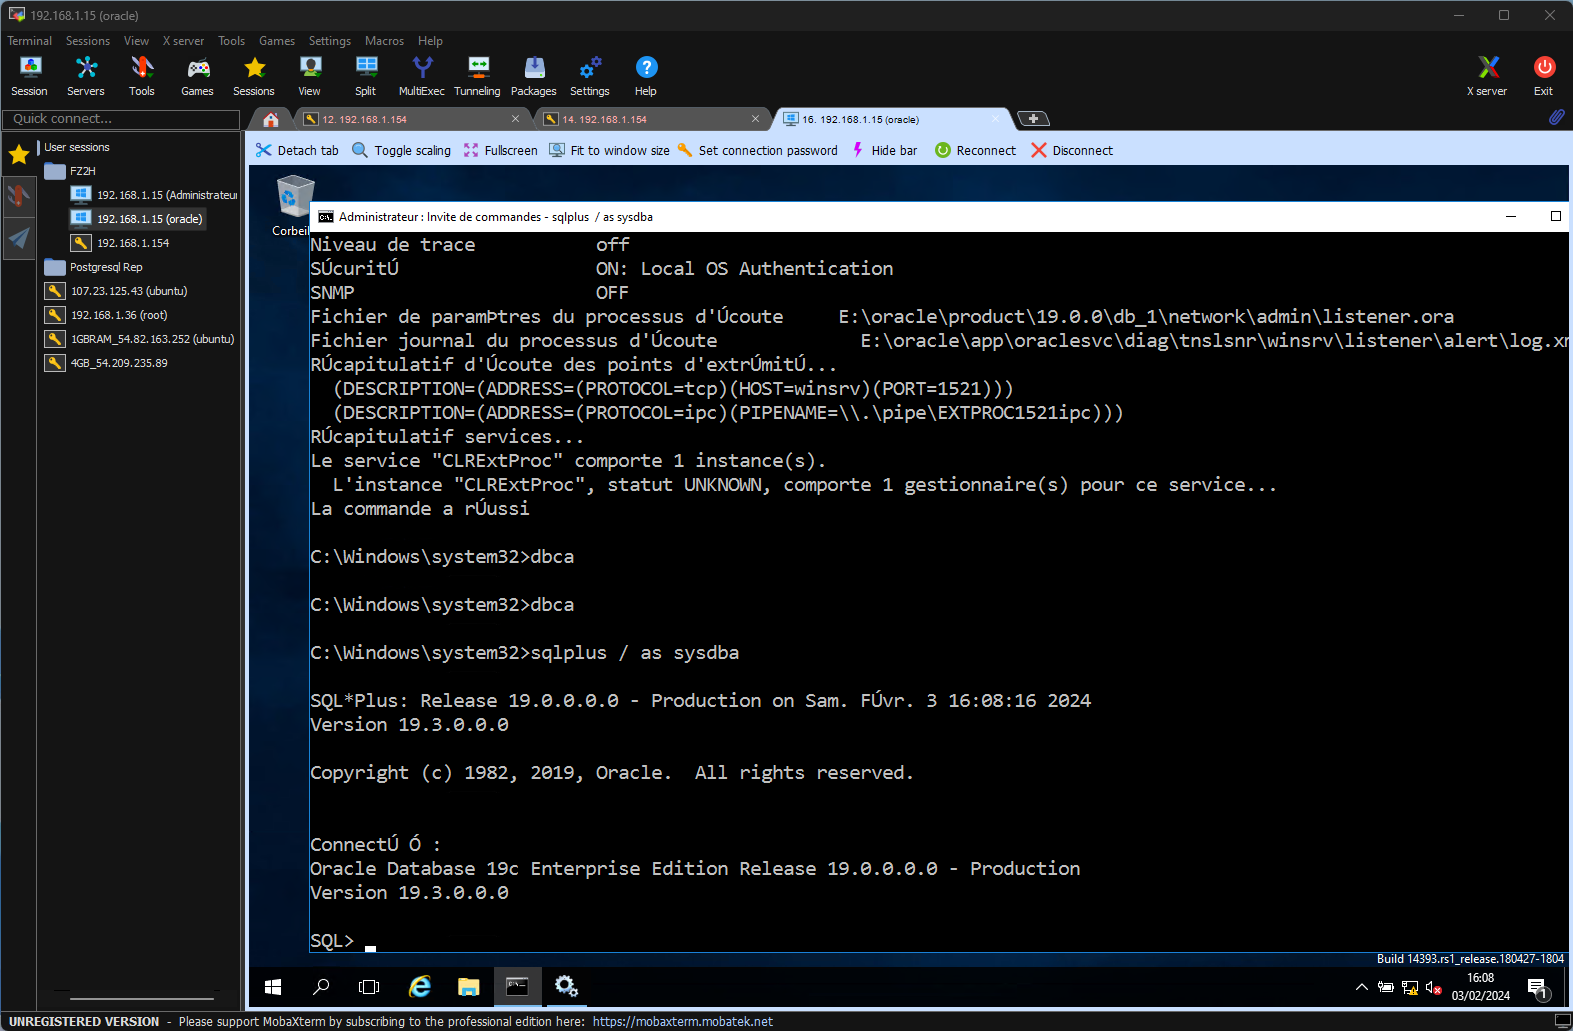 192.168.1.15 (oracle)
Terminal Sessions View X server Tools Games Settings Macros Help
Session Servers Tools Games Sessions View Split MultiExec Tunneling Packages Settings Help X server Exit
Quick connect...
12. 192.168.1.154
14. 192.168.1.154
16. 192.168.1.15 (oracle)
Detach tab Toggle scaling Fullscreen Fit to window size Set connection password Hide bar Reconnect Disconnect
User sessions
FZ2H
192.168.1.15 (Administrateur
192.168.1.15 (oracle)
192.168.1.154
Postgresql Rep
107.23.125.43 (ubuntu)
192.168.1.36 (root)
1GBRAM_54.82.163.252 (ubuntu)
4GB_54.209.235.89
Corbeil
Administrateur : Invite de commandes - sqlplus / as sysdba
Niveau de trace off
SÚcuritÚ ON: Local OS Authentication
SNMP OFF
Fichier de paramÞtres du processus d'Úcoute E:\oracle\product\19.0.0\db_1\network\admin\listener.ora
Fichier journal du processus d'Úcoute E:\oracle\app\oraclesvc\diag\tnslsnr\winsrv\listener\alert\log.xm
RÚcapitulatif d'Úcoute des points d'extrÚmitÚ...
(DESCRIPTION=(ADDRESS=(PROTOCOL=tcp)(HOST=winsrv)(PORT=1521)))
(DESCRIPTION=(ADDRESS=(PROTOCOL=ipc)(PIPENAME=\\.\pipe\EXTPROC1521ipc)))
RÚcapitulatif services...
Le service "CLRExtProc" comporte 1 instance(s).
L'instance "CLRExtProc", statut UNKNOWN, comporte 1 gestionnaire(s) pour ce service...
La commande a rÚussi
C:\Windows\system32>dbca
C:\Windows\system32>dbca
C:\Windows\system32>sqlplus / as sysdba
SQL*Plus: Release 19.0.0.0.0 - Production on Sam. FÚvr. 3 16:08:16 2024
Version 19.3.0.0.0
Copyright (c) 1982, 2019, Oracle. All rights reserved.
ConnectÚ Ó :
Oracle Database 19c Enterprise Edition Release 19.0.0.0.0 - Production
Version 19.3.0.0.0
SQL>
Build 14393.rs1_release.180427-1804
16:08
03/02/2024
1
UNREGISTERED VERSION - Please support MobaXterm by subscribing to the professional edition here: https://mobaxterm.mobatek.net